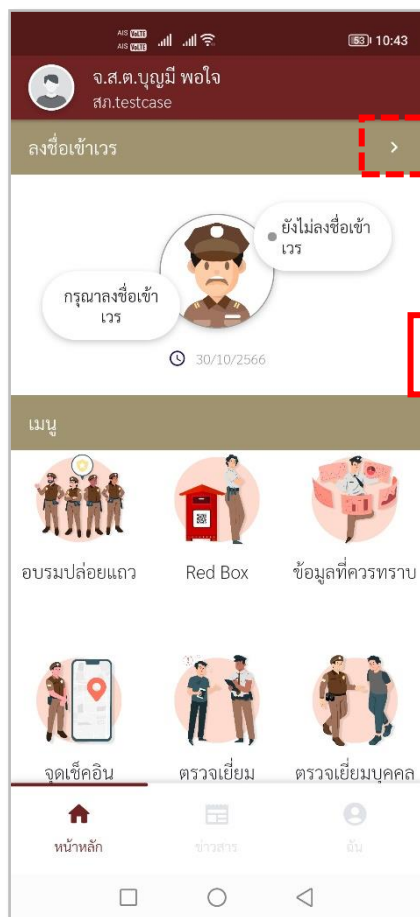 AIS VoLTE
AIS VoLTE
53 10:43
จ.ส.ต.บุญมี พอใจ
สภ.testcase
ลงชื่อเข้าเวร
ยังไม่ลงชื่อเข้า
เวร
กรุณาลงชื่อเข้า
เวร
30/10/2566
เมนู
อบรมปล่อยแถว Red Box ข้อมูลที่ควรทราบ
จุดเช็คอิน ตรวจเยี่ยม ตรวจเยี่ยมบุคคล
หน้าหลัก ข่าวสาร ฉัน